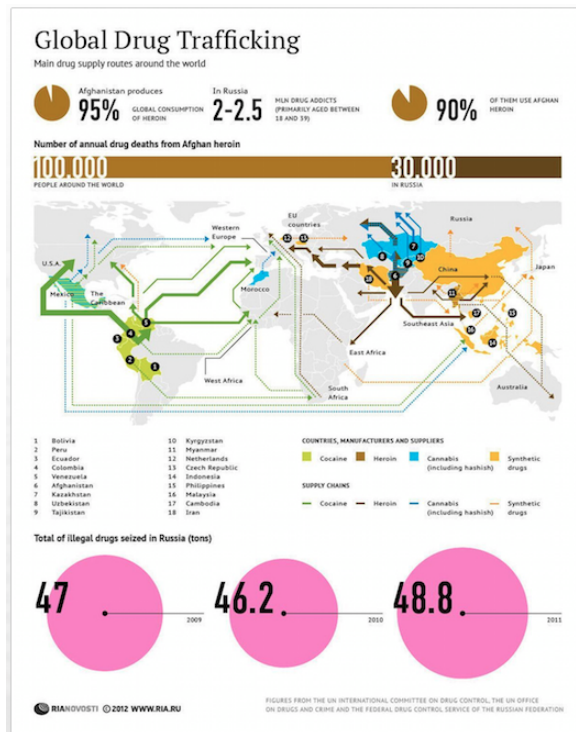 Global Drug Trafficking
Main drug supply routes around the world
Afghanistan produces
95%
GLOBAL CONSUMPTION
OF HEROIN
In Russia
2-2.5
MLN DRUG ADDICTS
(PRIMARILY AGED BETWEEN
18 AND 39)
90%
OF THEM USE AFGHAN
HEROIN
Number of annual drug deaths from Afghan heroin
100.000
PEOPLE AROUND THE WORLD
30.000
IN RUSSIA
U.S.A.
Mexico
The
Caribbean
Western
Europe
EU
countries
Russia
Japan
China
Morocco
Southeast Asia
East Africa
West Africa
South
Africa
Australia
1 Bolivia
2 Peru
3 Ecuador
4 Colombia
5 Venezuela
6 Afghanistan
7 Kazakhstan
8 Uzbekistan
9 Tajikistan
10 Kyrgyzstan
11 Myanmar
12 Netherlands
13 Czech Republic
14 Indonesia
15 Philippines
16 Malaysia
17 Cambodia
18 Iran
COUNTRIES, MANUFACTURERS AND SUPPLIERS
Cocaine
Heroin
Cannabis
(including hashish)
Synthetic
drugs
SUPPLY CHAINS
Cocaine
Heroin
Cannabis
(including hashish)
Synthetic
drugs
Total of illegal drugs seized in Russia (tons)
47
2009
46.2
2010
48.8
2011
RIANOVOSTI © 2012 WWW.RIA.RU
FIGURES FROM THE UN INTERNATIONAL COMMITTEE ON DRUG CONTROL, THE UN OFFICE
ON DRUGS AND CRIME AND THE FEDERAL DRUG CONTROL SERVICE OF THE RUSSIAN FEDERATION